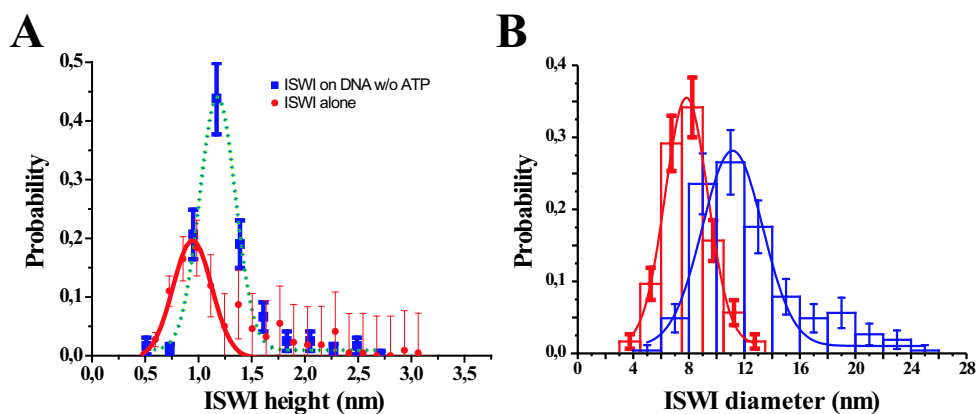 A
B
ISWI on DNA w/o ATP
ISWI alone
Probability
0,5
0,4
0,3
0,2
0,1
0,0
0,0 0,5 1,0 1,5 2,0 2,5 3,0 3,5
ISWI height (nm)
Probability
0,4
0,3
0,2
0,1
0,0
0 4 8 12 16 20 24 28
ISWI diameter (nm)